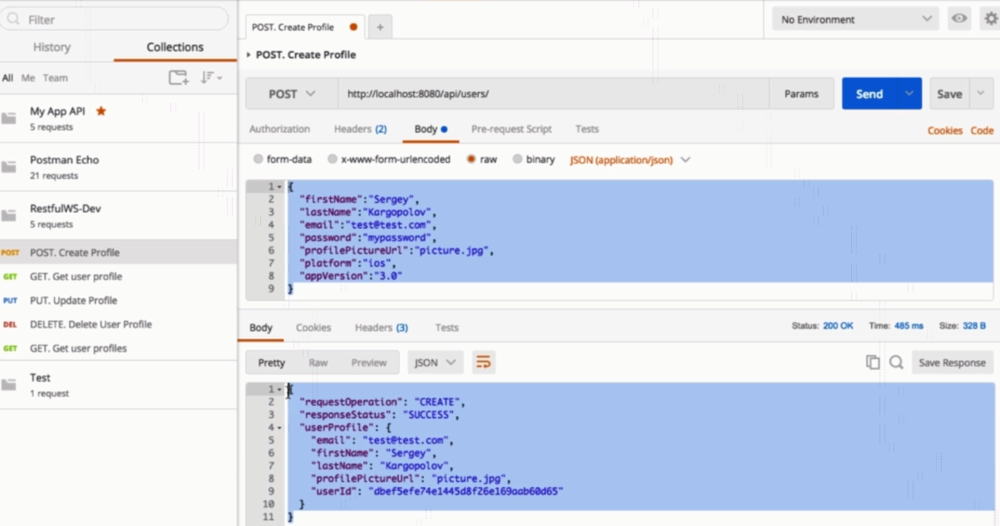 Filter
History Collections
All Me Team
My App API
5 requests
Postman Echo
21 requests
RestfulWS-Dev
5 requests
POST POST. Create Profile
GET GET. Get user profile
PUT PUT. Update Profile
DEL DELETE. Delete User Profile
GET GET. Get user profiles
Test
1 request
POST. Create Profile + No Environment
POST. Create Profile
POST http://localhost:8080/api/users/ Params Send Save
Authorization Headers (2) Body Pre-request Script Tests Cookies Code
form-data x-www-form-urlencoded raw binary JSON (application/json)
1 {
2 "firstName":"Sergey",
3 "lastName":"Kargopolov",
4 "email":"test@test.com",
5 "password":"mypassword",
6 "profilePictureUrl":"picture.jpg",
7 "platform":"ios",
8 "appVersion":"3.0"
9 }
Body Cookies Headers (3) Tests Status: 200 OK Time: 485 ms Size: 328 B
Pretty Raw Preview JSON Save Response
1 {
2 "requestOperation": "CREATE",
3 "responseStatus": "SUCCESS",
4 "userProfile": {
5 "email": "test@test.com",
6 "firstName": "Sergey",
7 "lastName": "Kargopolov",
8 "profilePictureUrl": "picture.jpg",
9 "userId": "dbef5efe74e1445d8f26e169aab60d65"
10 }
11 }